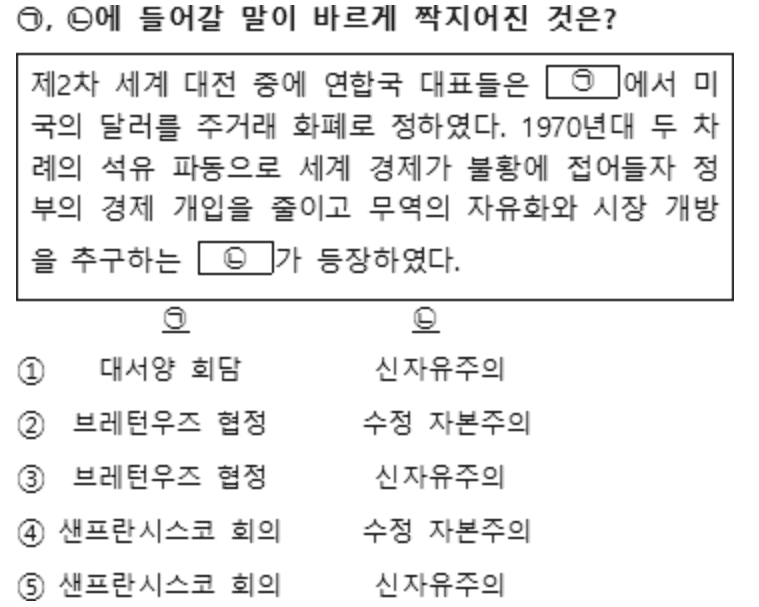 ㉠, ㉡에 들어갈 말이 바르게 짝지어진 것은?
제2차 세계 대전 중에 연합국 대표들은 ㉠ 에서 미
국의 달러를 주거래 화폐로 정하였다. 1970년대 두 차
례의 석유 파동으로 세계 경제가 불황에 접어들자 정
부의 경제 개입을 줄이고 무역의 자유화와 시장 개방
을 추구하는 ㉡ 가 등장하였다.
㉠ ㉡
① 대서양 회담 신자유주의
② 브레턴우즈 협정 수정 자본주의
③ 브레턴우즈 협정 신자유주의
④ 샌프란시스코 회의 수정 자본주의
⑤ 샌프란시스코 회의 신자유주의